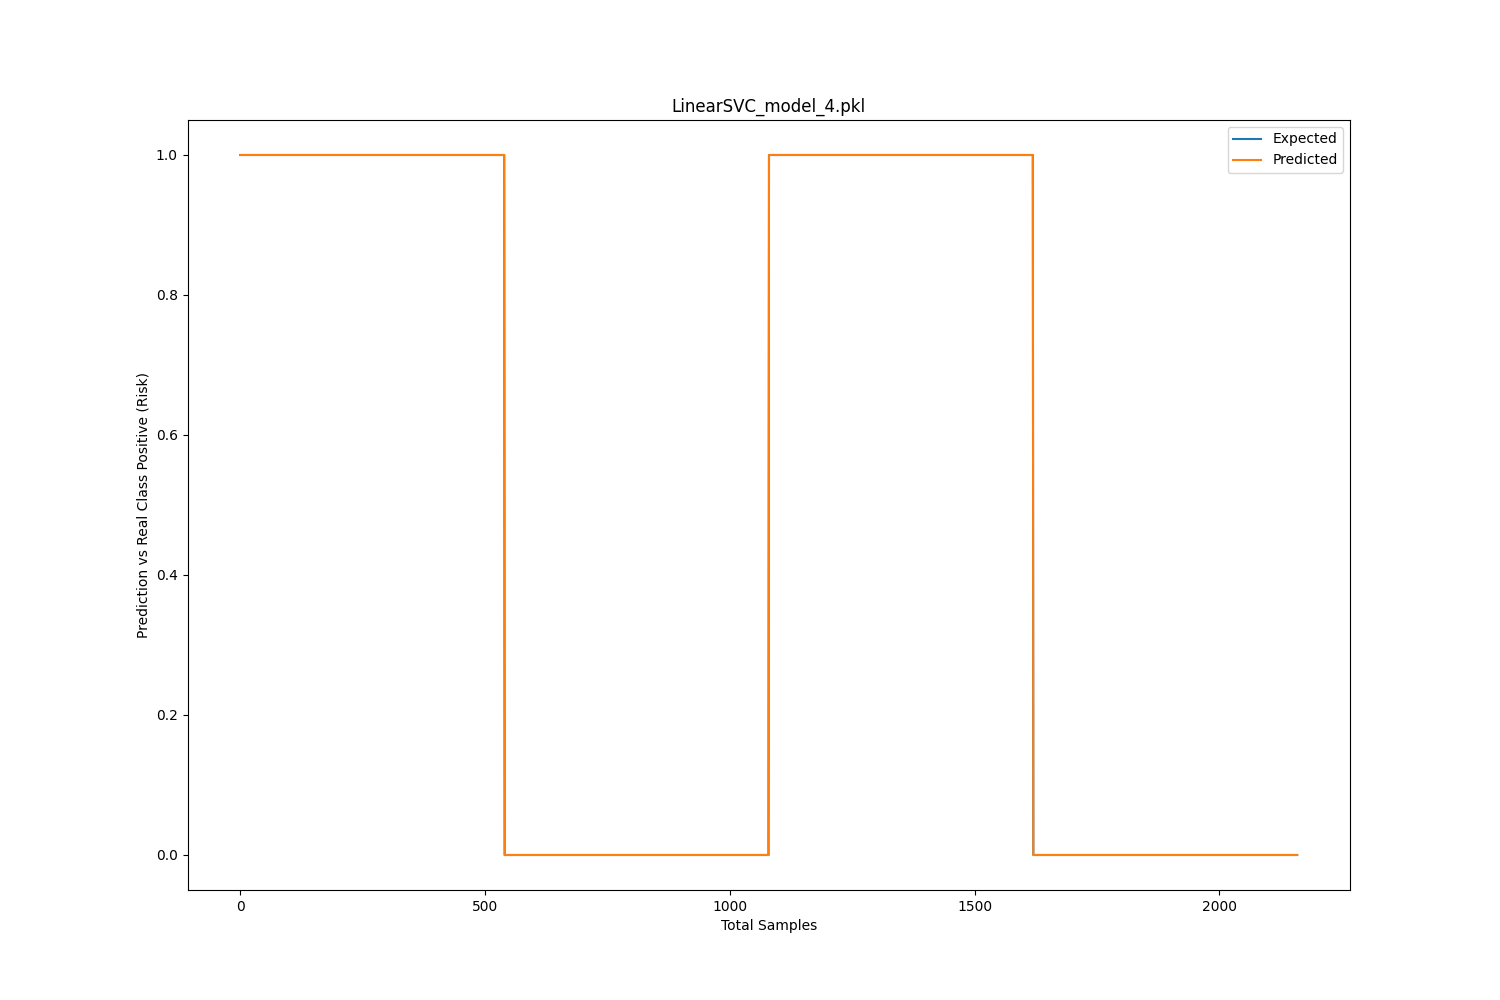 LinearSVC_model_4.pkl
Expected
Predicted
1.0
0.8
0.6
0.4
0.2
0.0
Prediction vs Real Class Positive (Risk)
0
500
1000
1500
2000
Total Samples